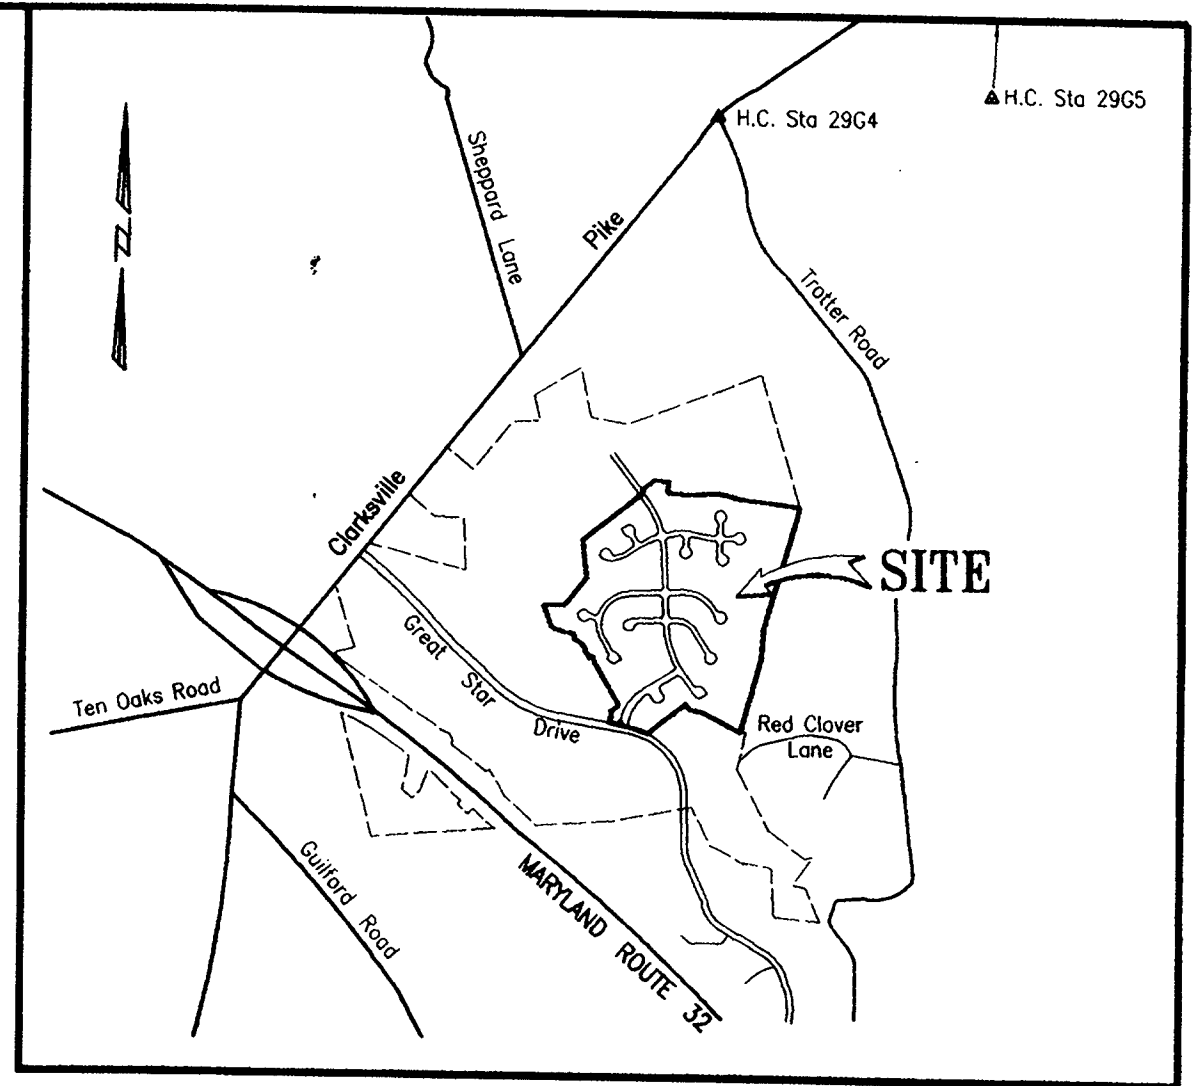 H.C. Sta 29G5
H.C. Sta 29G4
Sheppard Lane
Pike
N
Trotter Road
Clarksville
SITE
Great Star Drive
Ten Oaks Road
Red Clover
Lane
Guilford Road
MARYLAND ROUTE 32